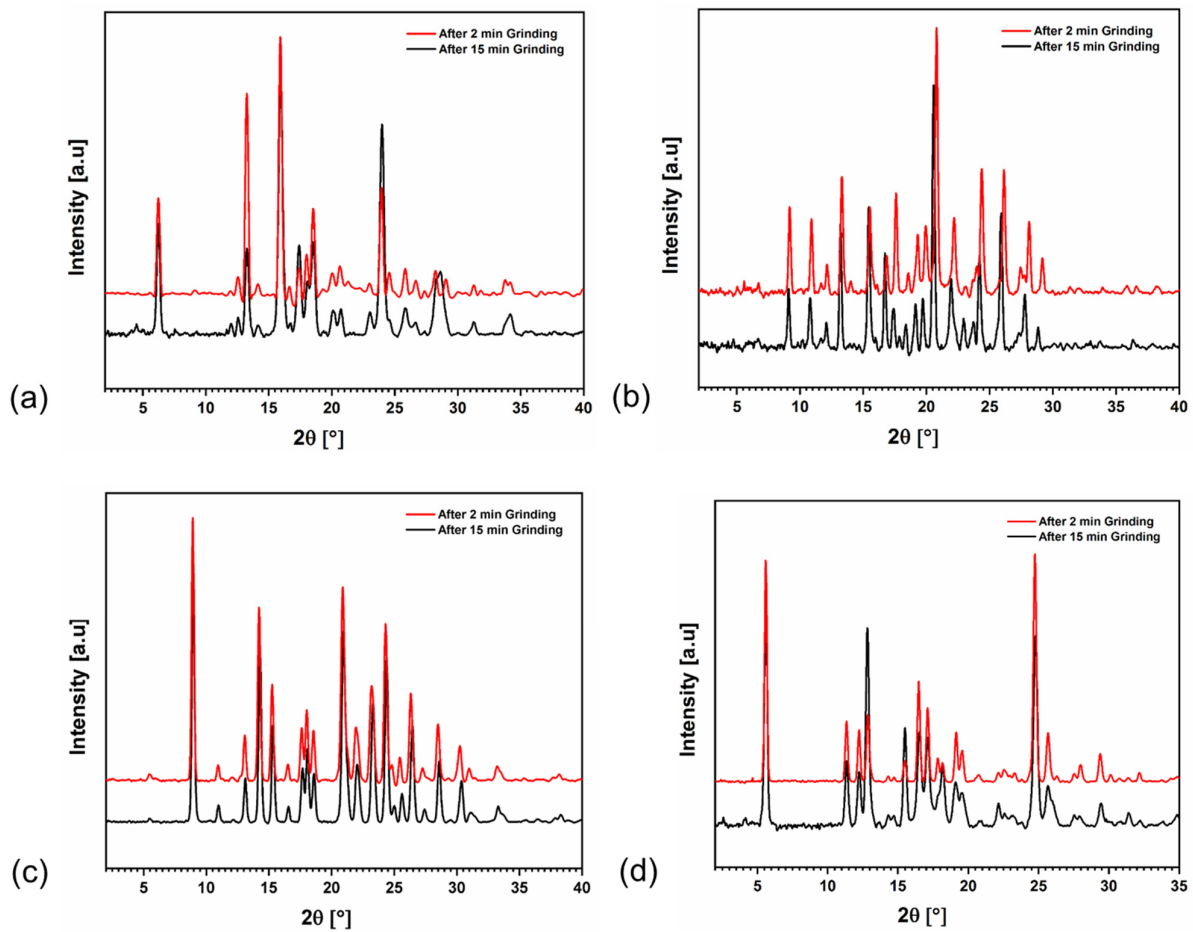 After 2 min Grinding
After 15 min Grinding
Intensity [a.u]
5 10 15 20 25 30 35 40
2θ [°]
(a)
After 2 min Grinding
After 15 min Grinding
Intensity [a.u]
5 10 15 20 25 30 35 40
2θ [°]
(b)
After 2 min Grinding
After 15 min Grinding
Intensity [a.u]
5 10 15 20 25 30 35 40
2θ [°]
(c)
After 2 min Grinding
After 15 min Grinding
Intensity [a.u]
5 10 15 20 25 30 35
2θ [°]
(d)